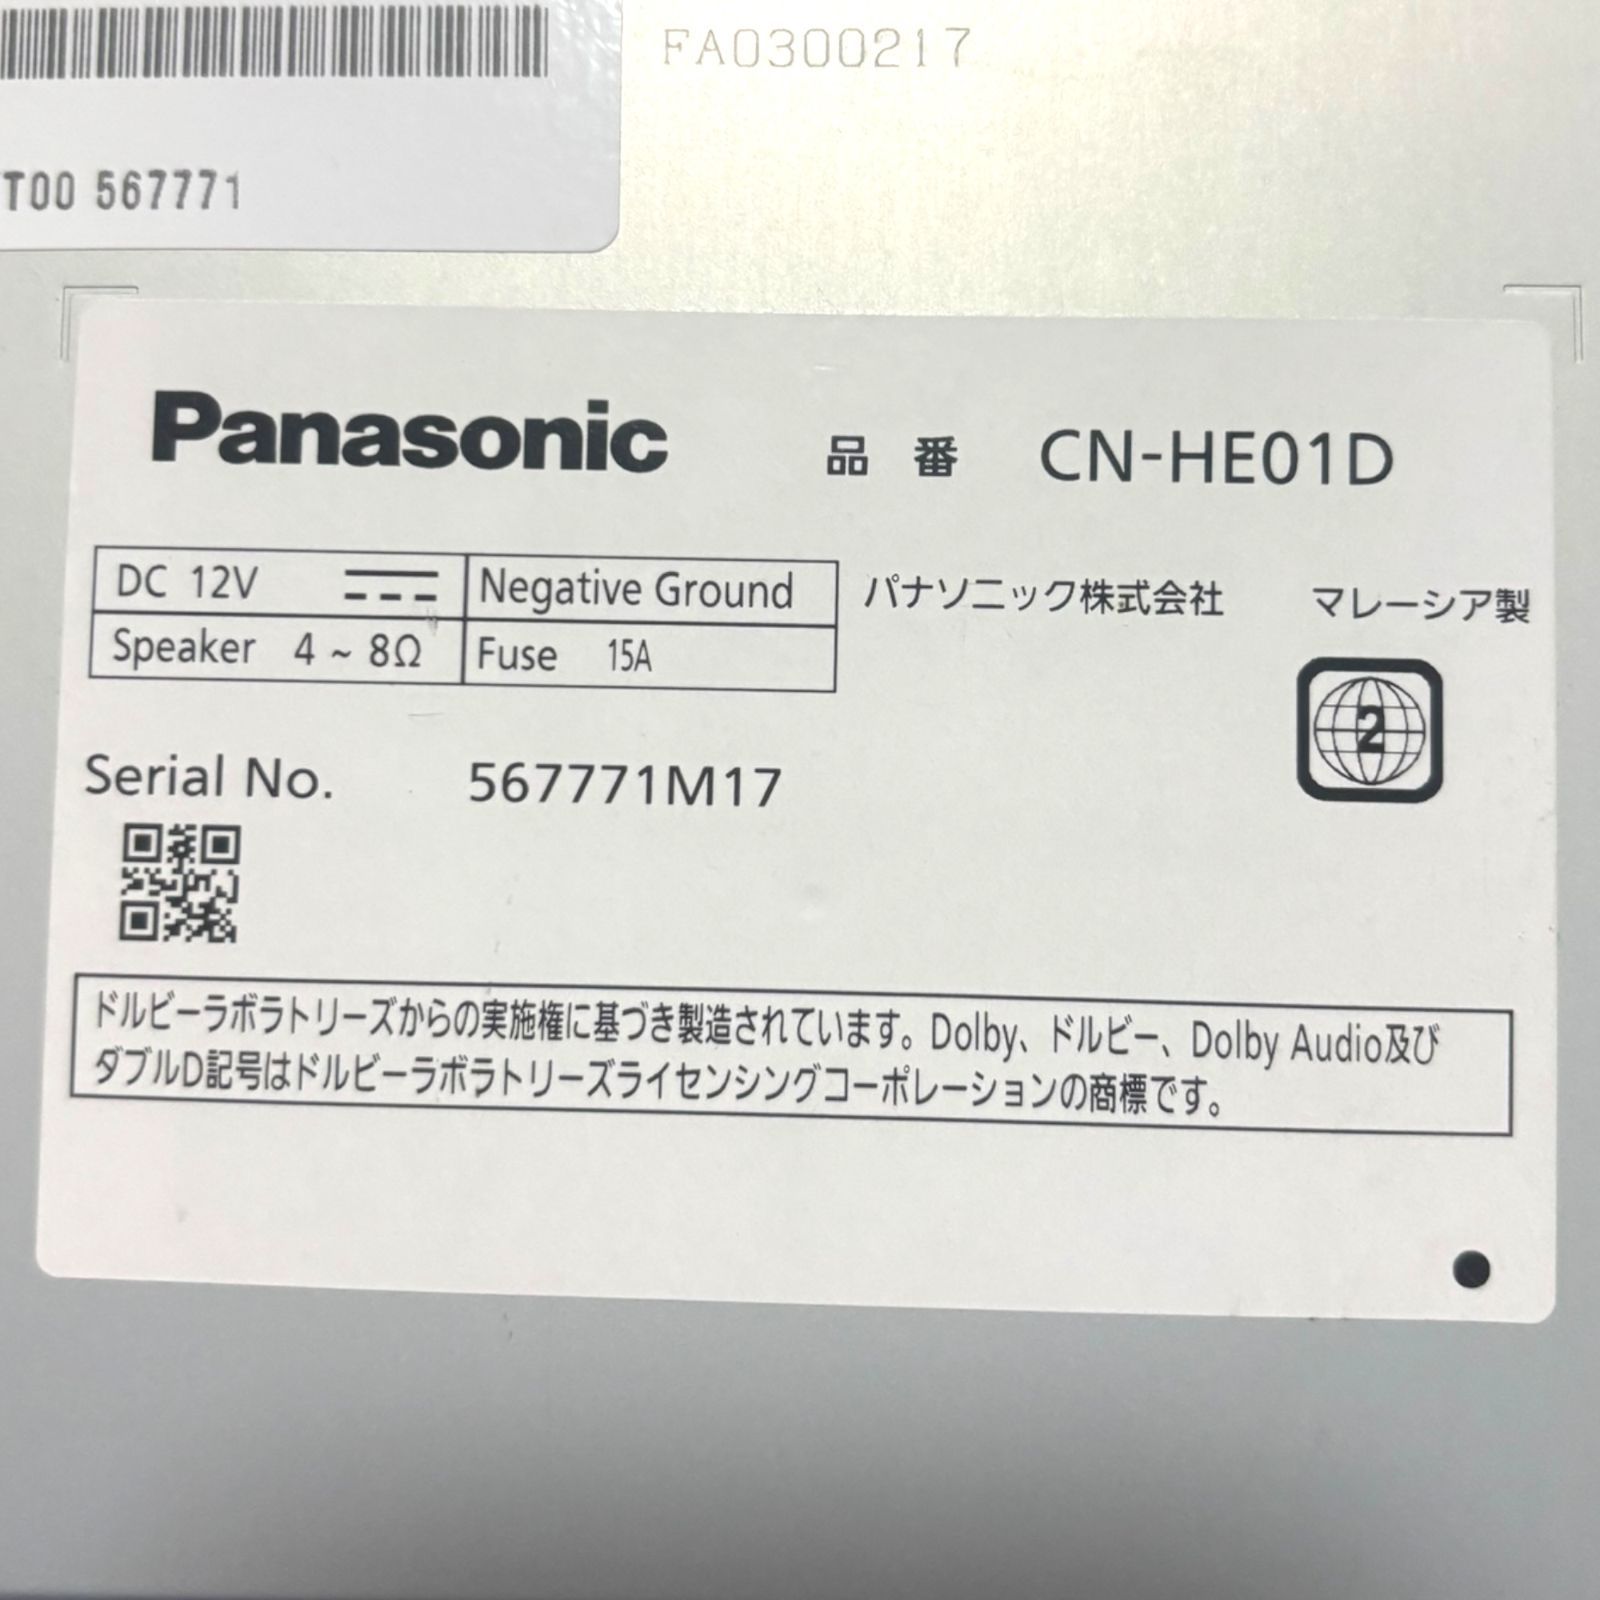 FA0300217
T00 567771
Panasonic 品番 CN-HE01D
DC 12V Negative Ground パナソニック株式会社 マレーシア製
Speaker 4 ~ 8Ω Fuse 15A
2
Serial No. 567771M17
ドルビーラボラトリーズからの実施権に基づき製造されています。Dolby、ドルビー、Dolby Audio及び
ダブルD記号はドルビーラボラトリーズライセンシングコーポレーションの商標です。